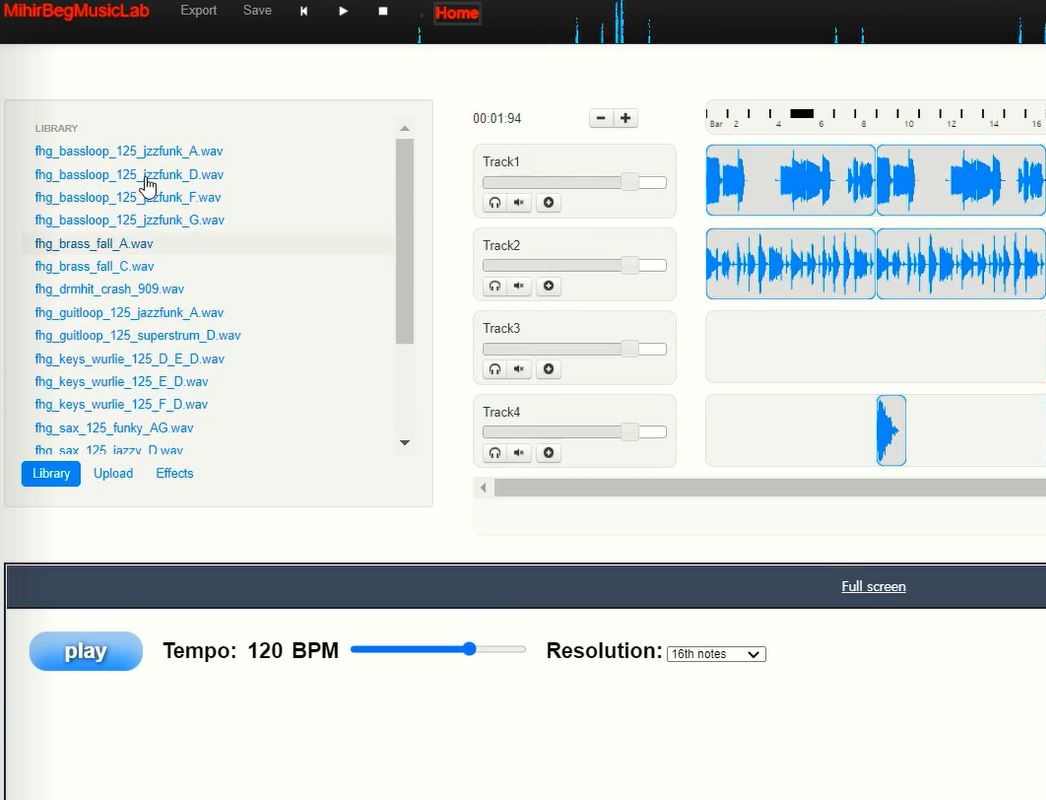 MihirBegMusicLab Export Save Home
LIBRARY
fhg_bassloop_125_jzzfunk_A.wav
fhg_bassloop_125_jzzfunk_D.wav
fhg_bassloop_125_jzzfunk_F.wav
fhg_bassloop_125_jzzfunk_G.wav
fhg_brass_fall_A.wav
fhg_brass_fall_C.wav
fhg_drmhit_crash_909.wav
fhg_guitloop_125_jazzfunk_A.wav
fhg_guitloop_125_superstrum_D.wav
fhg_keys_wurlie_125_D_E_D.wav
fhg_keys_wurlie_125_E_D.wav
fhg_keys_wurlie_125_F_D.wav
fhg_sax_125_funky_AG.wav
fhg_sax_125_jazzy_D.wav
Library Upload Effects
00:01:94
Bar 2 4 6 8 10 12 14 16
Track1
Track2
Track3
Track4
Full screen
play Tempo: 120 BPM Resolution: 16th notes